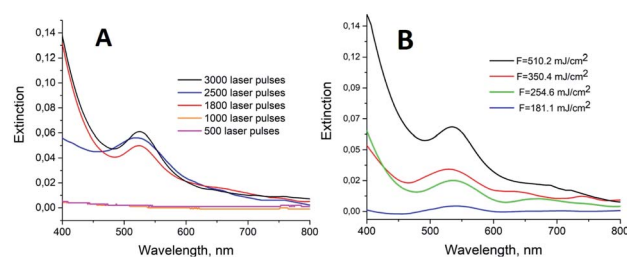 A
0,14
0,12
0,10
0,08
0,06
0,04
0,02
0,00
Extinction
3000 laser pulses
2500 laser pulses
1800 laser pulses
1000 laser pulses
500 laser pulses
400 500 600 700 800
Wavelength, nm
B
0,14
0,12
0,10
0,08
0,06
0,02
0,02
0,00
Extinction
F=510.2 mJ/cm²
F=350.4 mJ/cm²
F=254.6 mJ/cm²
F=181.1 mJ/cm²
400 500 600 700 800
Wavelength, nm